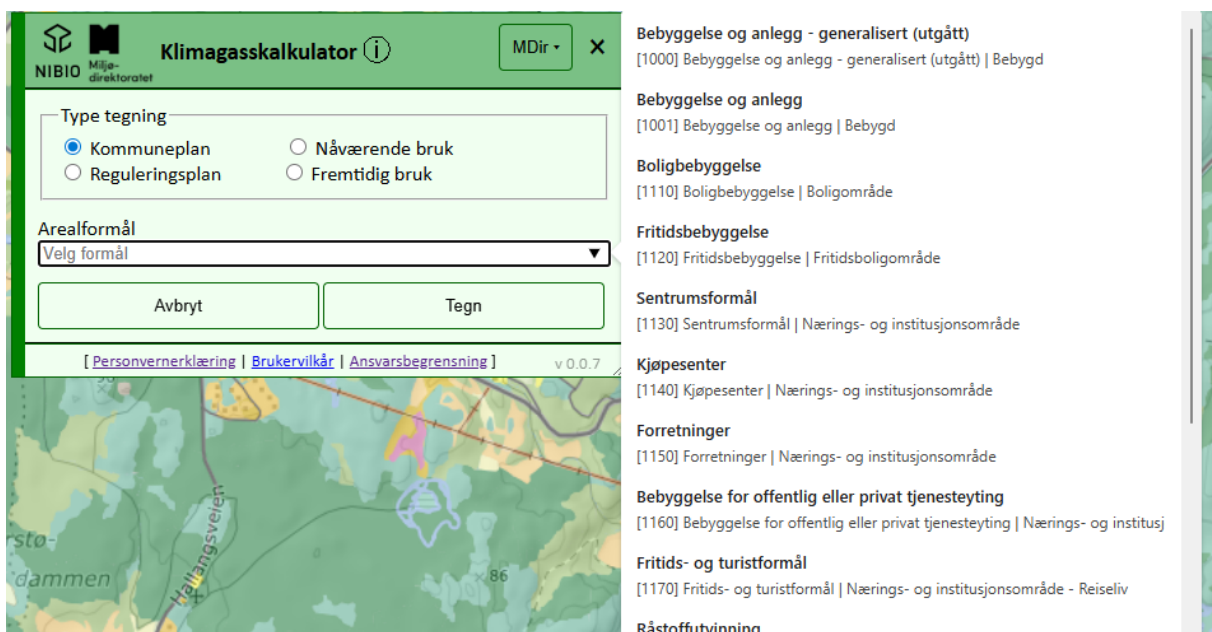 NIBIO
Miljø-
direktoratet
Klimagasskalkulator ⓘ
MDir ▾
×
Type tegning
Kommuneplan
Nåværende bruk
Reguleringsplan
Fremtidig bruk
Arealformål
Velg formål ▼
Avbryt
Tegn
[ Personvernerklæring | Brukervilkår | Ansvarsbegrensning ]
v 0.0.7
Hallangsveien
rstø-
dammen
86
Bebyggelse og anlegg - generalisert (utgått)
[1000] Bebyggelse og anlegg - generalisert (utgått) | Bebygd
Bebyggelse og anlegg
[1001] Bebyggelse og anlegg | Bebygd
Boligbebyggelse
[1110] Boligbebyggelse | Boligområde
Fritidsbebyggelse
[1120] Fritidsbebyggelse | Fritidsboligområde
Sentrumsformål
[1130] Sentrumsformål | Nærings- og institusjonsområde
Kjøpesenter
[1140] Kjøpesenter | Nærings- og institusjonsområde
Forretninger
[1150] Forretninger | Nærings- og institusjonsområde
Bebyggelse for offentlig eller privat tjenesteyting
[1160] Bebyggelse for offentlig eller privat tjenesteyting | Nærings- og institusj
Fritids- og turistformål
[1170] Fritids- og turistformål | Nærings- og institusjonsområde - Reiseliv
Råstoffutvinning